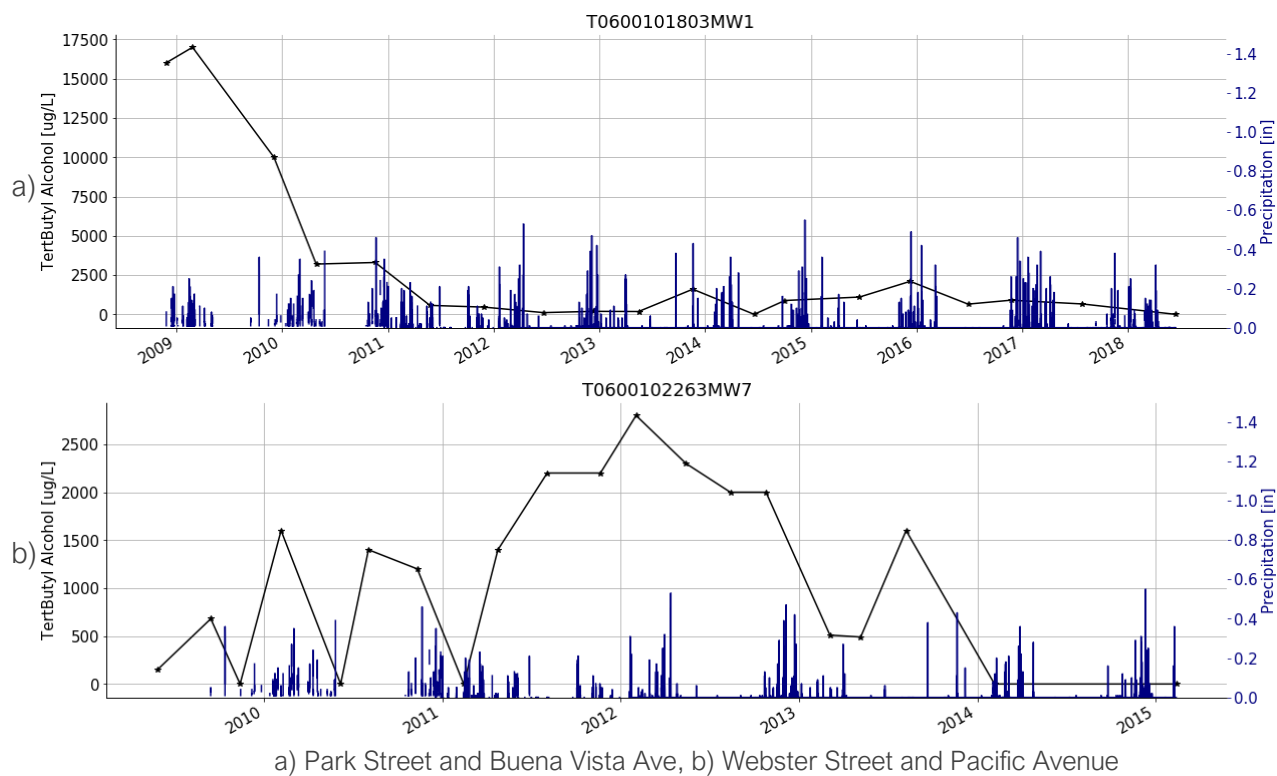 T0600101803MW1
a)
TertButyl Alcohol [ug/L]
17500
15000
12500
10000
7500
5000
2500
0
Precipitation [in]
1.4
1.2
1.0
0.8
0.6
0.4
0.2
0.0
2009 2010 2011 2012 2013 2014 2015 2016 2017 2018
T0600102263MW7
b)
TertButyl Alcohol [ug/L]
2500
2000
1500
1000
500
0
Precipitation [in]
1.4
1.2
1.0
0.8
0.6
0.4
0.2
0.0
2010 2011 2012 2013 2014 2015
a) Park Street and Buena Vista Ave, b) Webster Street and Pacific Avenue